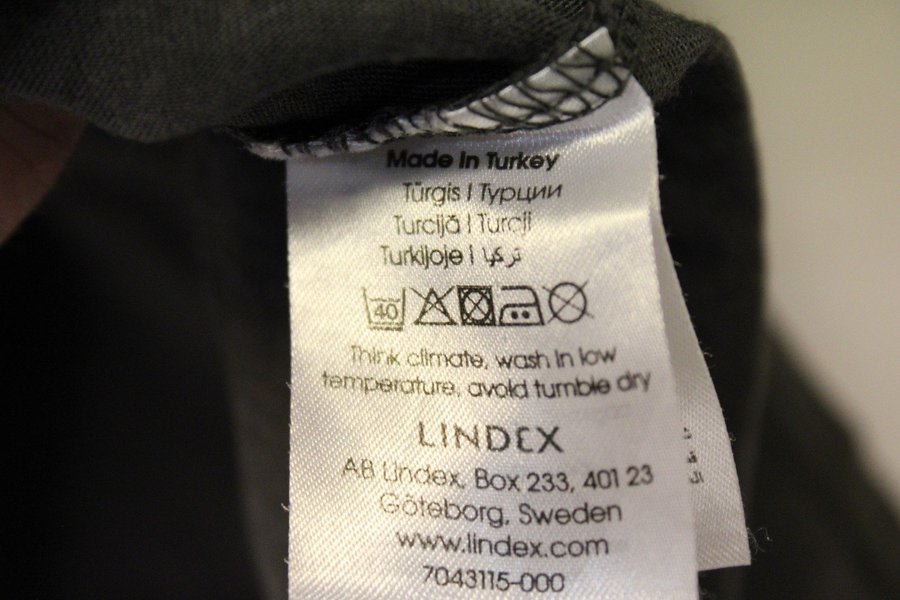 Made in Turkey
Türgis | Турции
Turcijā | Turcji
Turkijoje | تركيا
40
Think climate, wash in low
temperature, avoid tumble dry
LINDEX
AB Lindex, Box 233, 401 23
Göteborg, Sweden
www.lindex.com
7043115-000